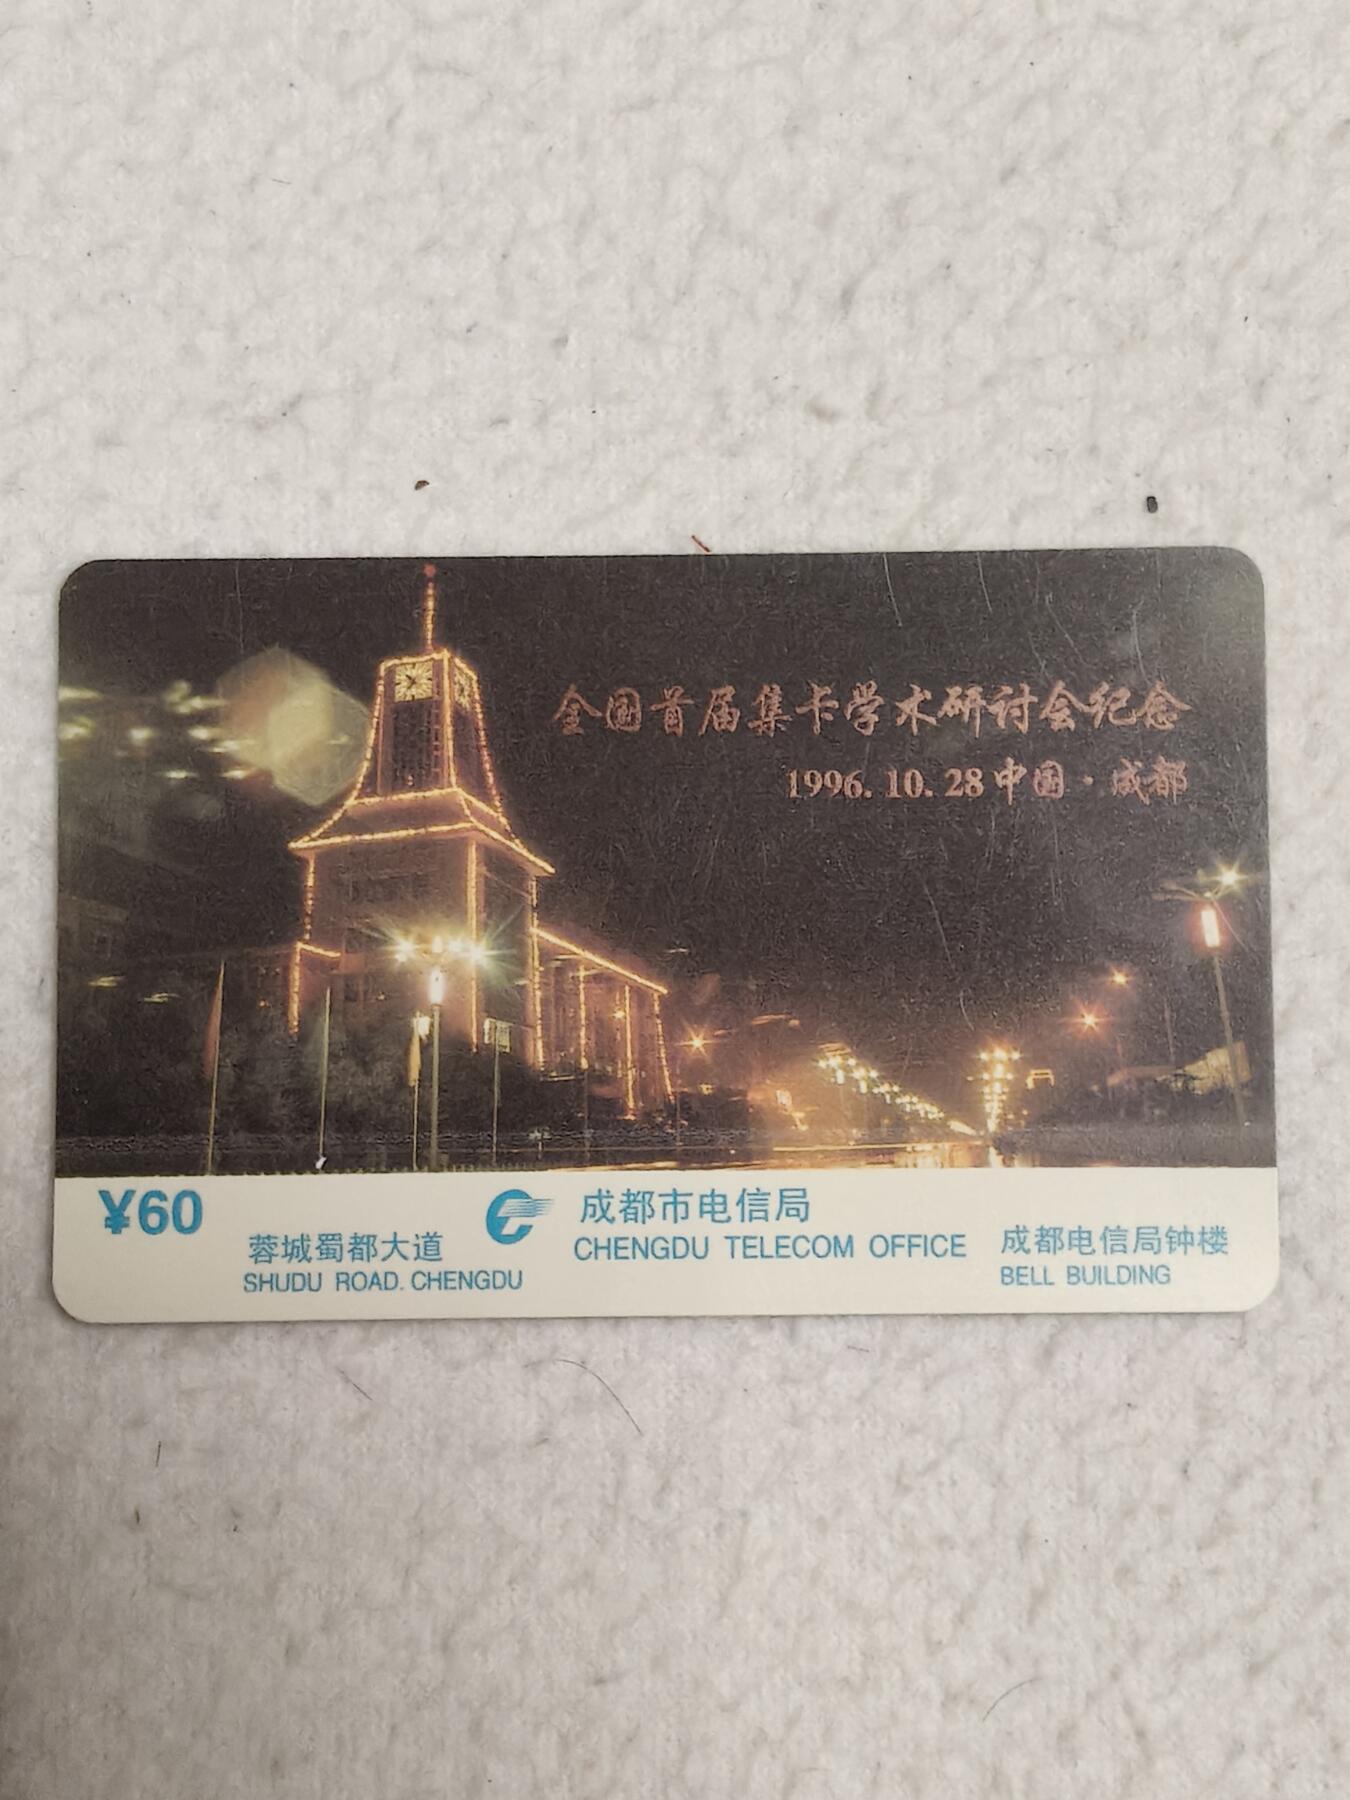 全国首届集卡学术研讨会纪念
1996.10.28中国·成都
¥60
蓉城蜀都大道
SHUDU ROAD. CHENGDU
成都市电信局
CHENGDU TELECOM OFFICE
成都电信局钟楼
BELL BUILDING